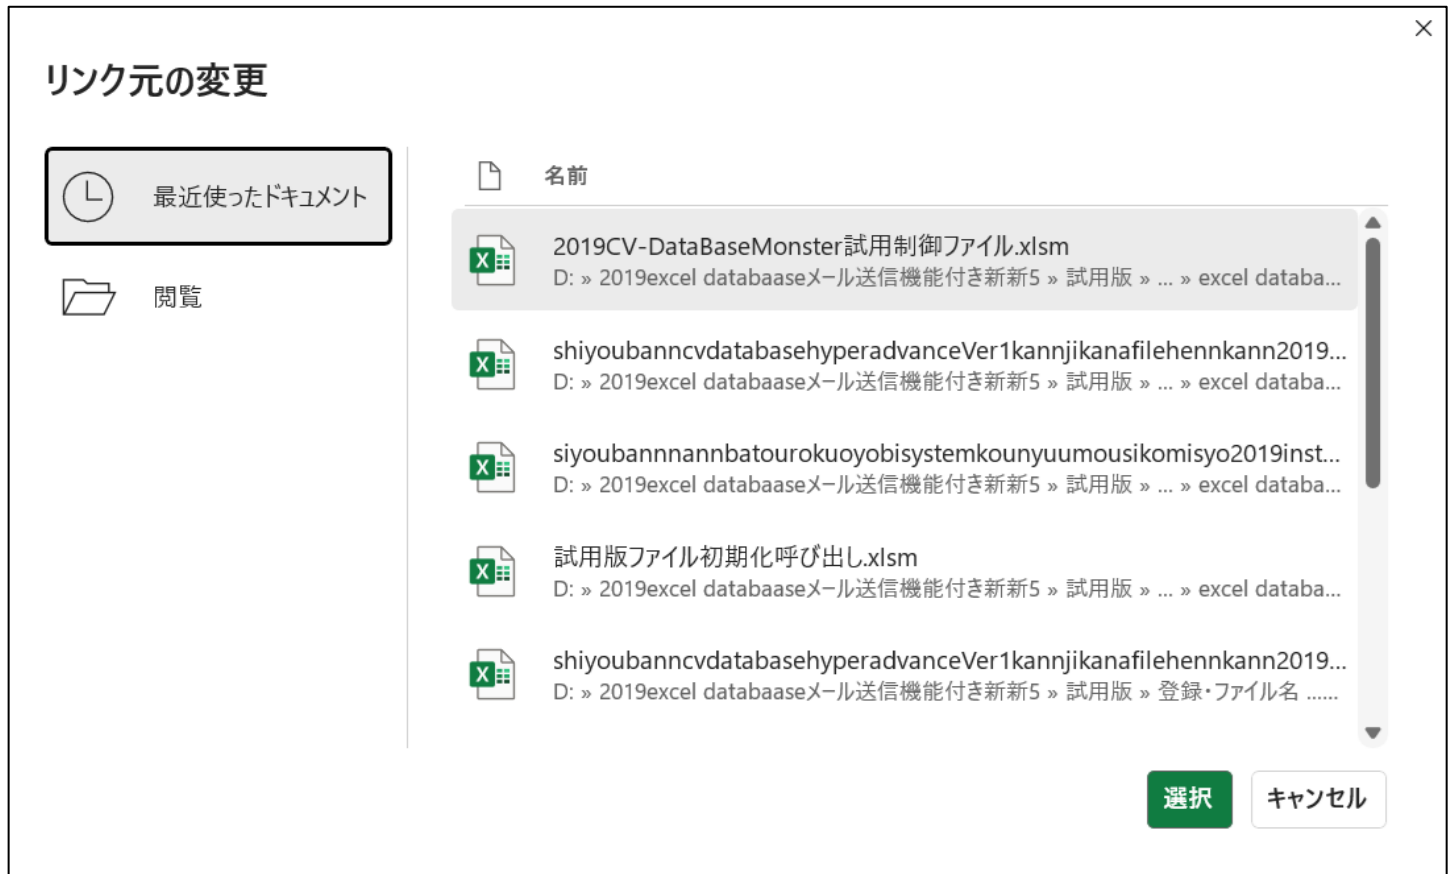 リンク元の変更
最近使ったドキュメント
閲覧
名前
2019CV-DataBaseMonster試用制御ファイル.xlsm
D: » 2019excel databaaseメール送信機能付き新新5 » 試用版 » ... » excel databa...
shiyoubanncvdatabasehyperadvanceVer1kannjikanafilehennkann2019...
D: » 2019excel databaaseメール送信機能付き新新5 » 試用版 » ... » excel databa...
siyoubannnannbatourokuoyobisystemkounyuumousikomisyo2019inst...
D: » 2019excel databaaseメール送信機能付き新新5 » 試用版 » ... » excel databa...
試用版ファイル初期化呼び出し.xlsm
D: » 2019excel databaaseメール送信機能付き新新5 » 試用版 » ... » excel databa...
shiyoubanncvdatabasehyperadvanceVer1kannjikanafilehennkann2019...
D: » 2019excel databaaseメール送信機能付き新新5 » 試用版 » 登録・ファイル名 ......
選択
キャンセル